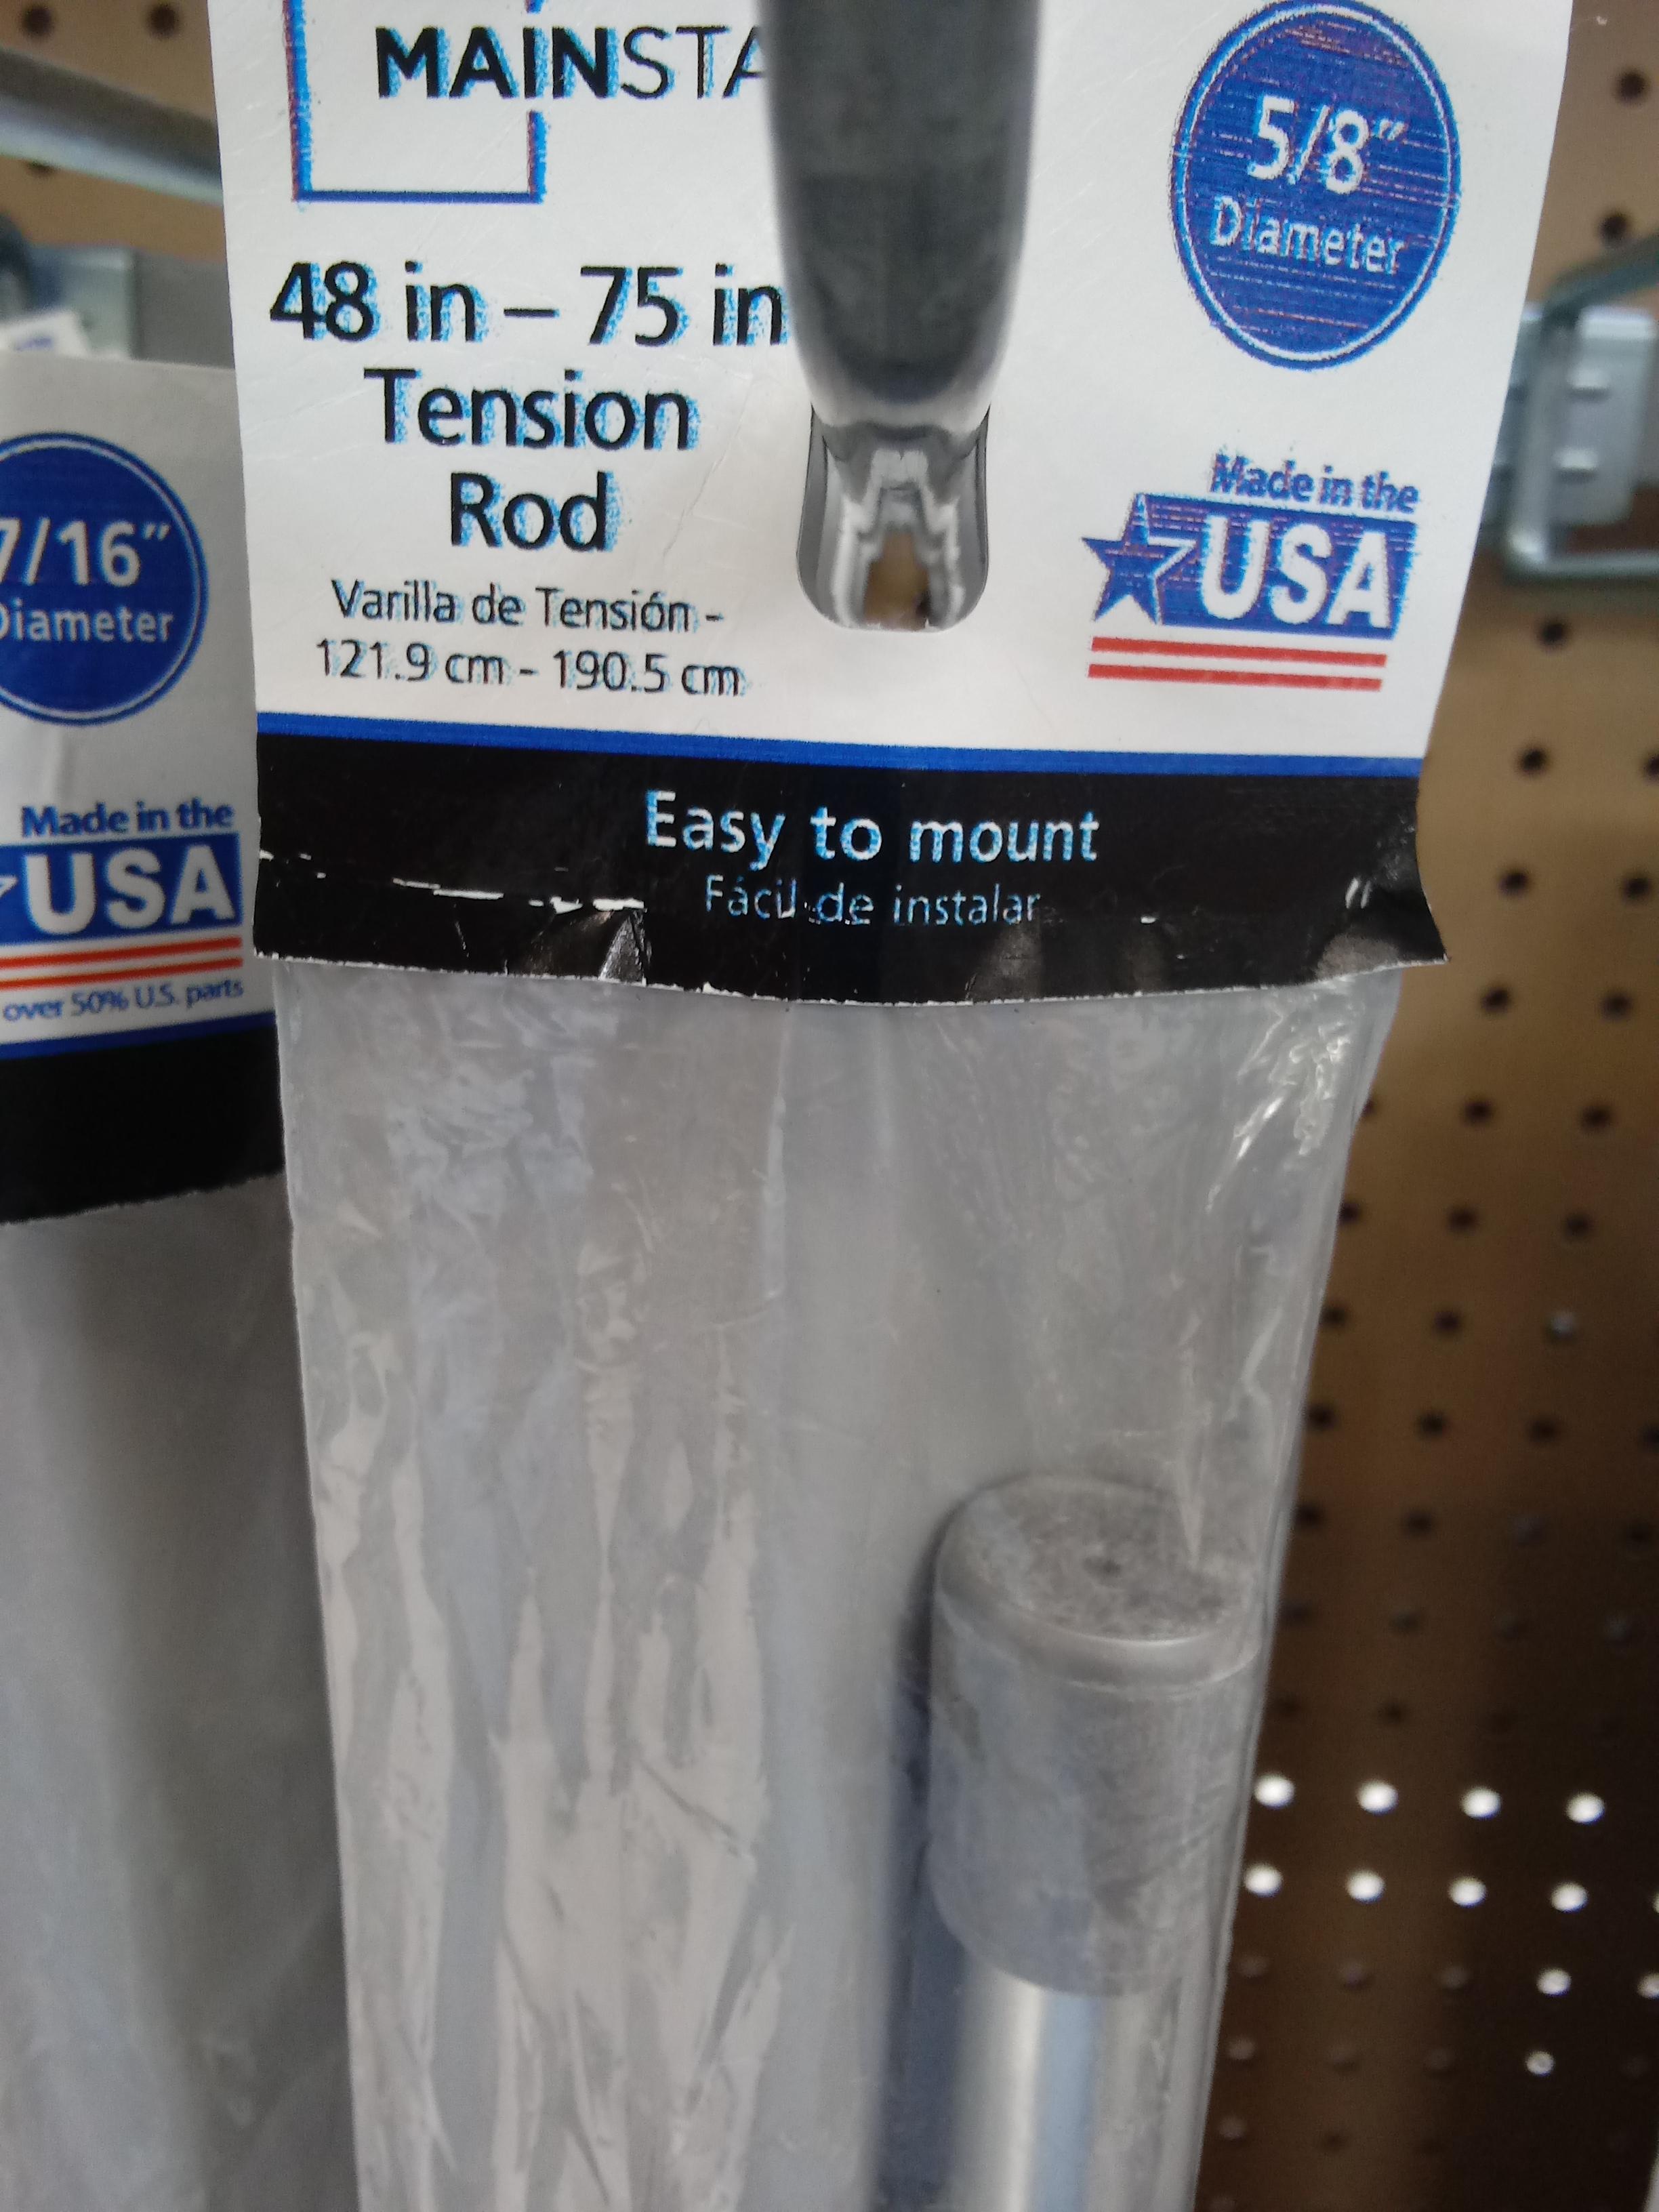 MAINSTA
5/8"
Diameter
48 in – 75 in
Tension
Rod
Varilla de Tensión -
121.9 cm - 190.5 cm
Made in the
USA
Easy to mount
Fácil de instalar
7/16"
Diameter
Made in the
USA
over 50% U.S. parts